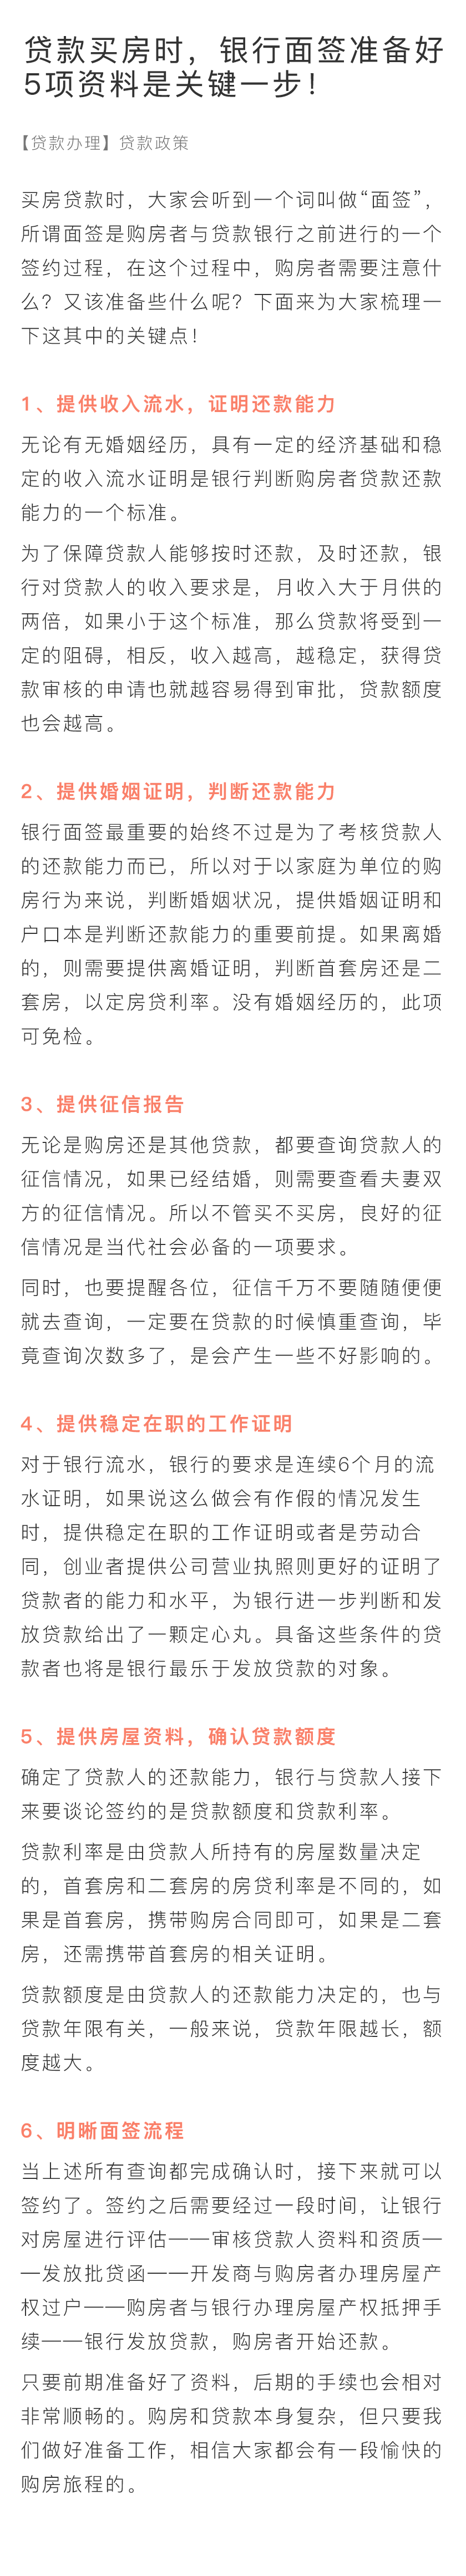 贷款买房时，银行面签准备好
5项资料是关键一步！
【贷款办理】贷款政策
买房贷款时，大家会听到一个词叫做“面签”，
所谓面签是购房者与贷款银行之前进行的一个
签约过程，在这个过程中，购房者需要注意什
么？又该准备些什么呢？下面来为大家梳理一
下这其中的关键点！
1、提供收入流水，证明还款能力
无论有无婚姻经历，具有一定的经济基础和稳
定的收入流水证明是银行判断购房者贷款还款
能力的一个标准。
为了保障贷款人能够按时还款，及时还款，银
行对贷款人的收入要求是，月收入大于月供的
两倍，如果小于这个标准，那么贷款将受到一
定的阻碍，相反，收入越高，越稳定，获得贷
款审核的申请也就越容易得到审批，贷款额度
也会越高。
2、提供婚姻证明，判断还款能力
银行面签最重要的始终不过是为了考核贷款人
的还款能力而已，所以对于以家庭为单位的购
房行为来说，判断婚姻状况，提供婚姻证明和
户口本是判断还款能力的重要前提。如果离婚
的，则需要提供离婚证明，判断首套房还是二
套房，以定房贷利率。没有婚姻经历的，此项
可免检。
3、提供征信报告
无论是购房还是其他贷款，都要查询贷款人的
征信情况，如果已经结婚，则需要查看夫妻双
方的征信情况。所以不管买不买房，良好的征
信情况是当代社会必备的一项要求。
同时，也要提醒各位，征信千万不要随随便便
就去查询，一定要在贷款的时候慎重查询，毕
竟查询次数多了，是会产生一些不好影响的。
4、提供稳定在职的工作证明
对于银行流水，银行的要求是连续6个月的流
水证明，如果说这么做会有作假的情况发生
时，提供稳定在职的工作证明或者是劳动合
同，创业者提供公司营业执照则更好的证明了
贷款者的能力和水平，为银行进一步判断和发
放贷款给出了一颗定心丸。具备这些条件的贷
款者也将是银行最乐于发放贷款的对象。
5、提供房屋资料，确认贷款额度
确定了贷款人的还款能力，银行与贷款人接下
来要谈论签约的是贷款额度和贷款利率。
贷款利率是由贷款人所持有的房屋数量决定
的，首套房和二套房的房贷利率是不同的，如
果是首套房，携带购房合同即可，如果是二套
房，还需携带首套房的相关证明。
贷款额度是由贷款人的还款能力决定的，也与
贷款年限有关，一般来说，贷款年限越长，额
度越大。
6、明晰面签流程
当上述所有查询都完成确认时，接下来就可以
签约了。签约之后需要经过一段时间，让银行
对房屋进行评估——审核贷款人资料和资质—
—发放批贷函——开发商与购房者办理房屋产
权过户——购房者与银行办理房屋产权抵押手
续——银行发放贷款，购房者开始还款。
只要前期准备好了资料，后期的手续也会相对
非常顺畅的。购房和贷款本身复杂，但只要我
们做好准备工作，相信大家都会有一段愉快的
购房旅程的。